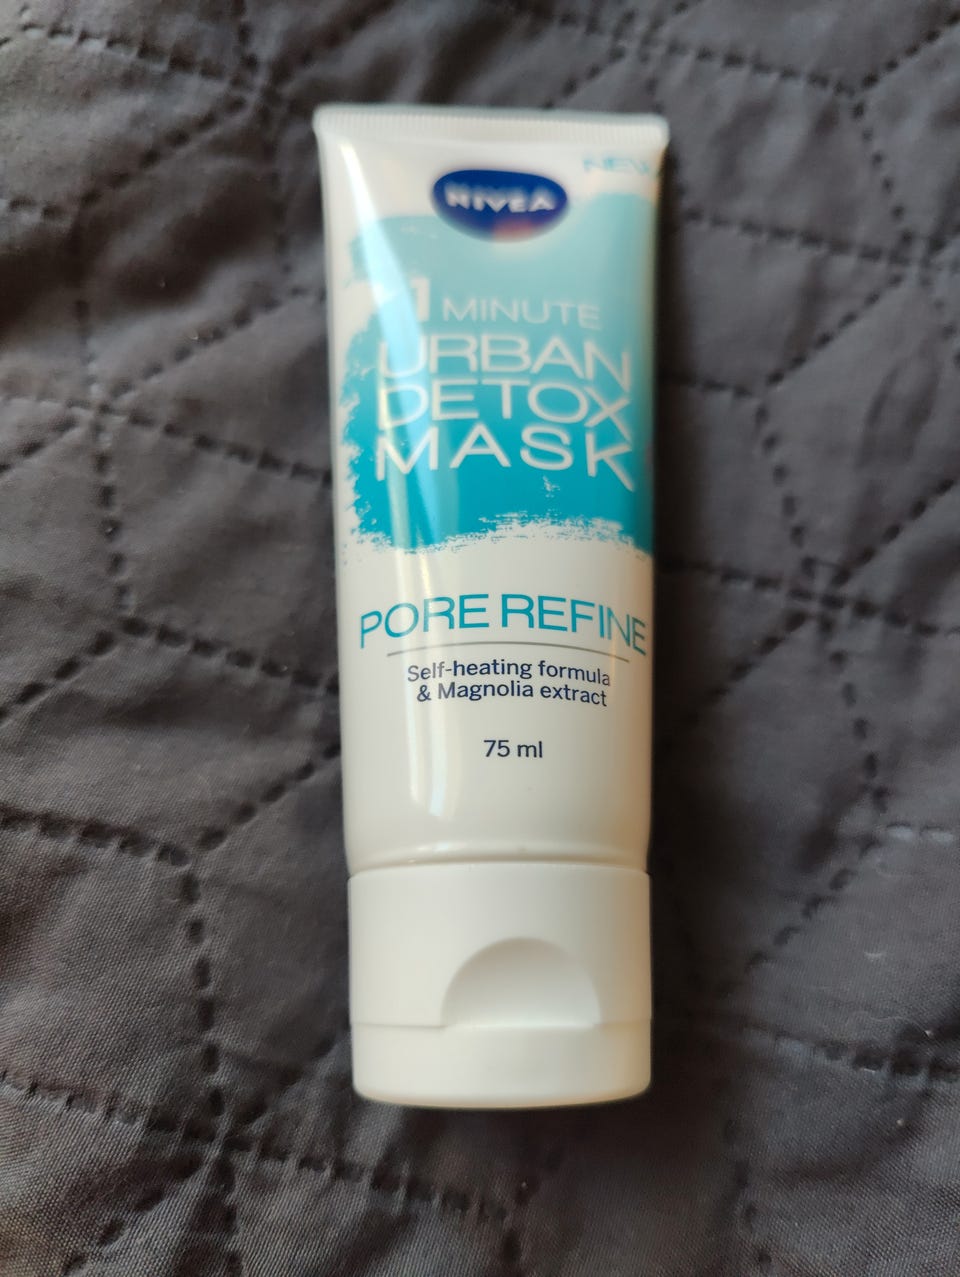 NEW
NIVEA
1 MINUTE
URBAN
DETOX
MASK
PORE REFINE
Self-heating formula
& Magnolia extract
75 ml